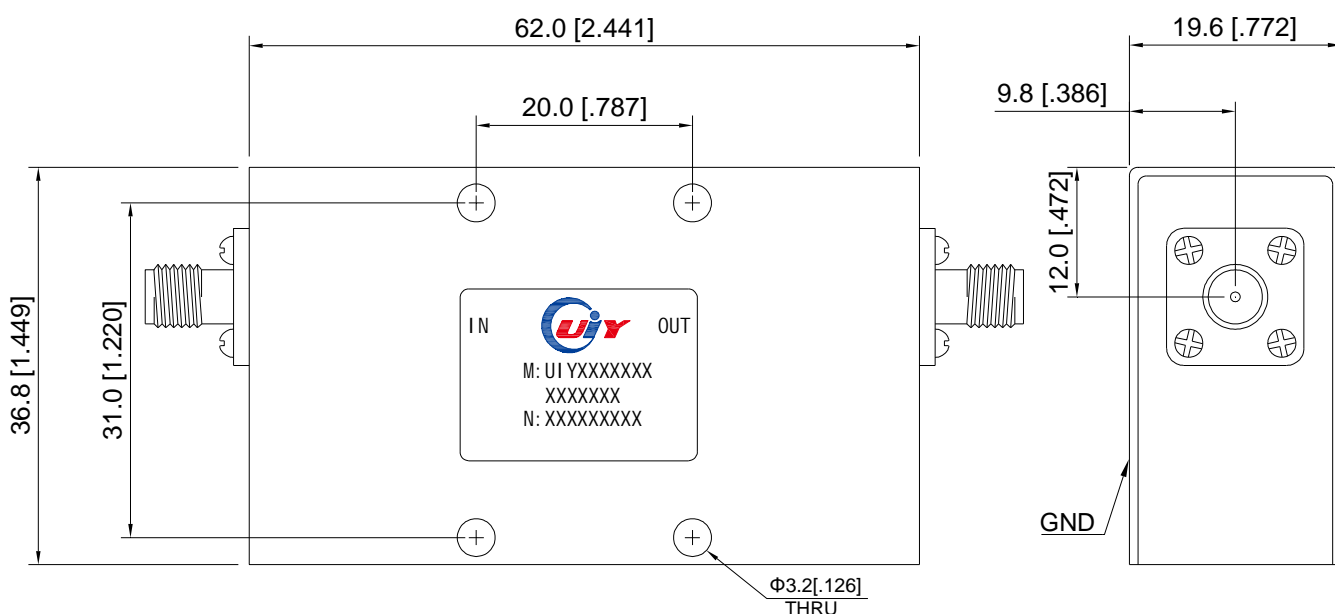 62.0 [2.441]
19.6 [.772]
20.0 [.787]
9.8 [.386]
12.0 [.472]
36.8 [1.449]
31.0 [1.220]
IN
UiY
OUT
M: UIYXXXXXXX
XXXXXXX
N: XXXXXXXXX
GND
Φ3.2[.126]
THRU